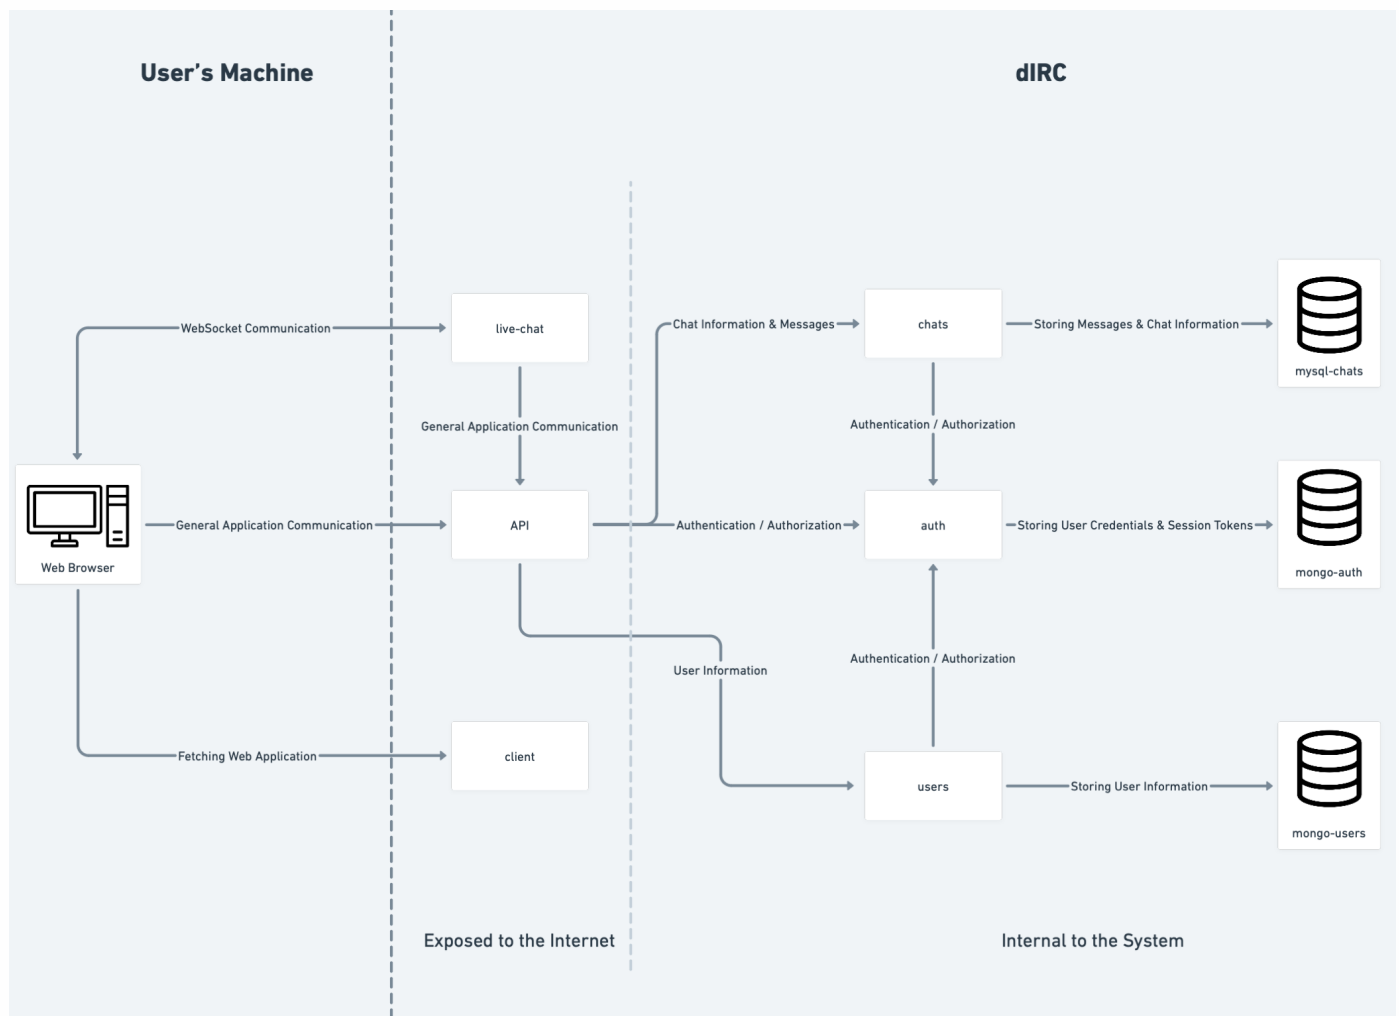 User's Machine
dIRC
WebSocket Communication
live-chat
Chat Information & Messages
chats
Storing Messages & Chat Information
mysql-chats
General Application Communication
Authentication / Authorization
Web Browser
General Application Communication
API
Authentication / Authorization
auth
Storing User Credentials & Session Tokens
mongo-auth
User Information
Authentication / Authorization
Fetching Web Application
client
users
Storing User Information
mongo-users
Exposed to the Internet
Internal to the System